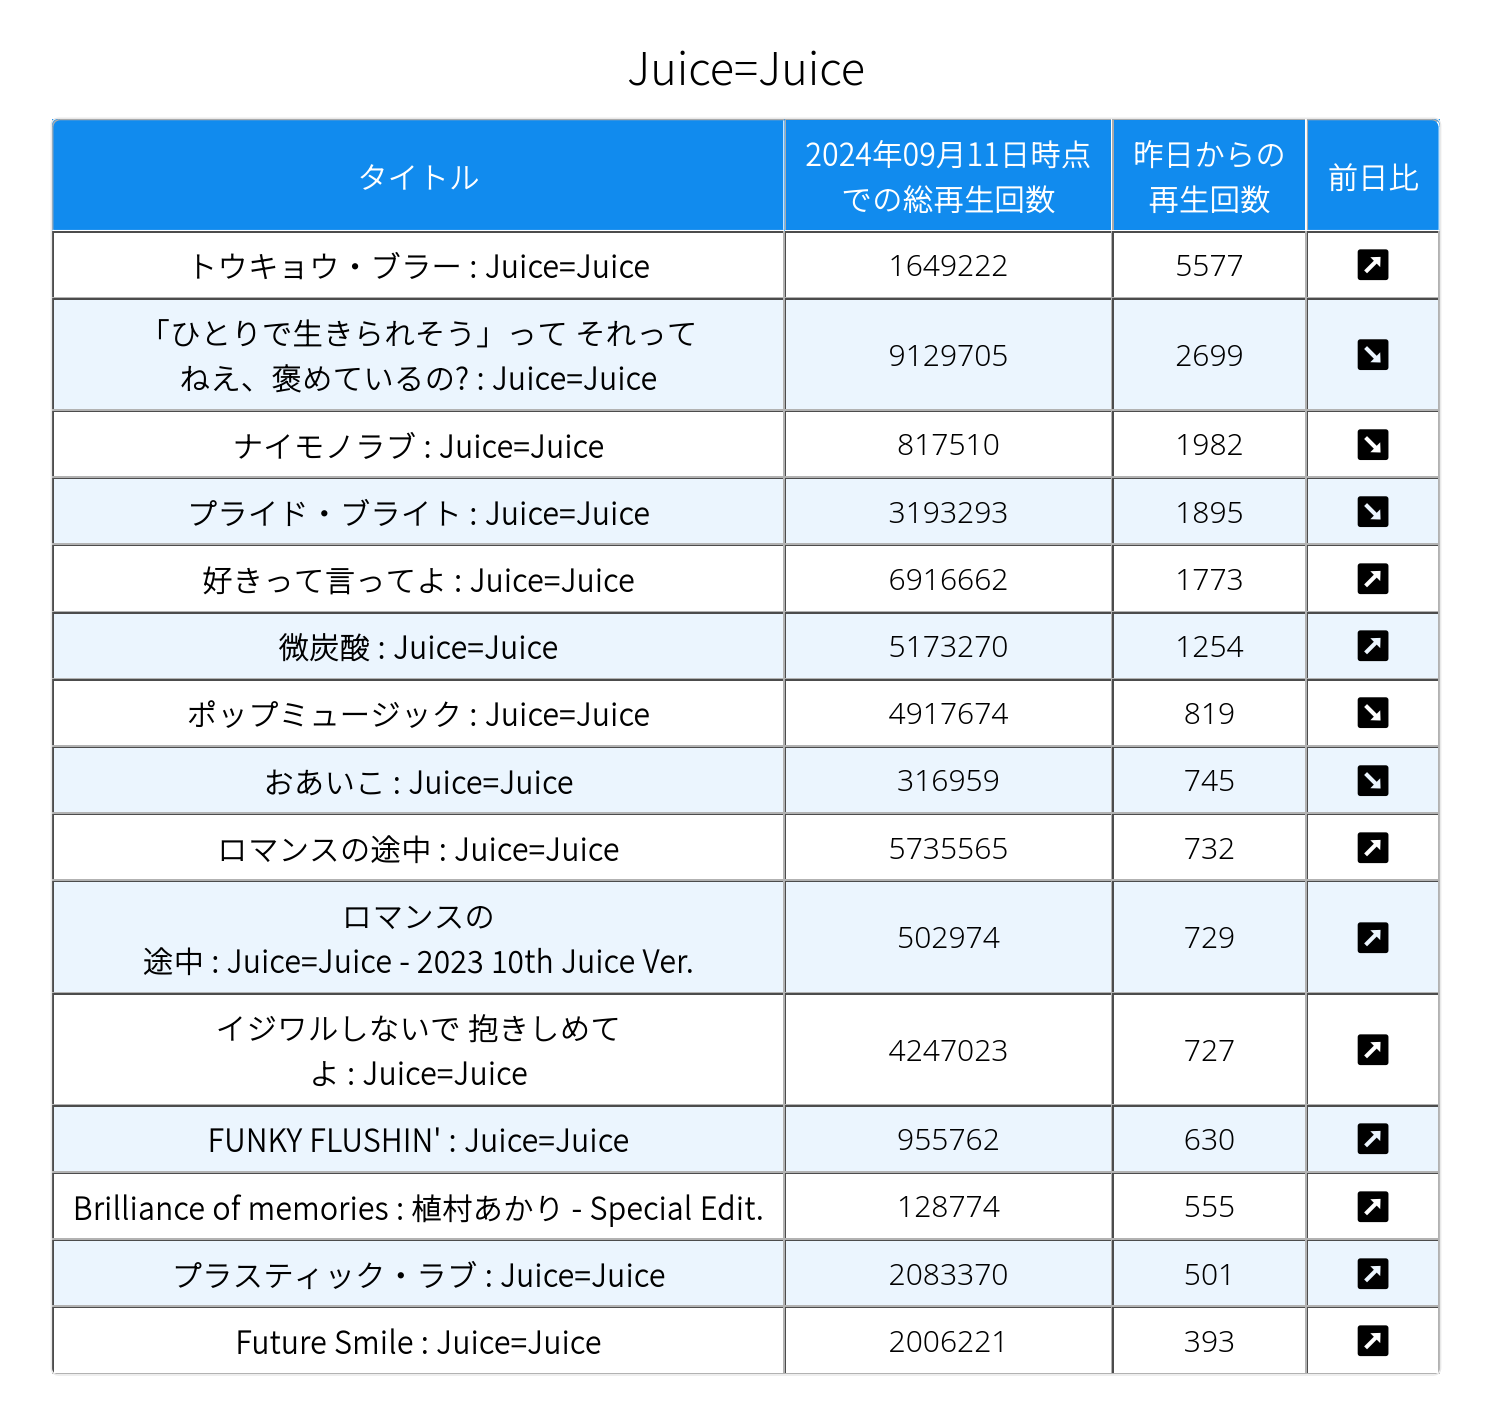 Juice=Juice
タイトル
2024年09月11日時点
での総再生回数
昨日からの
再生回数
前日比
トウキョウ・ブラー : Juice=Juice
1649222
5577
「ひとりで生きられそう」って それって
ねえ、褒めているの? : Juice=Juice
9129705
2699
ナイモノラブ : Juice=Juice
817510
1982
プライド・ブライト : Juice=Juice
3193293
1895
好きって言ってよ : Juice=Juice
6916662
1773
微炭酸 : Juice=Juice
5173270
1254
ポップミュージック : Juice=Juice
4917674
819
おあいこ : Juice=Juice
316959
745
ロマンスの途中 : Juice=Juice
5735565
732
ロマンスの
途中 : Juice=Juice - 2023 10th Juice Ver.
502974
729
イジワルしないで 抱きしめて
よ : Juice=Juice
4247023
727
FUNKY FLUSHIN' : Juice=Juice
955762
630
Brilliance of memories : 植村あかり - Special Edit.
128774
555
プラスティック・ラブ : Juice=Juice
2083370
501
Future Smile : Juice=Juice
2006221
393